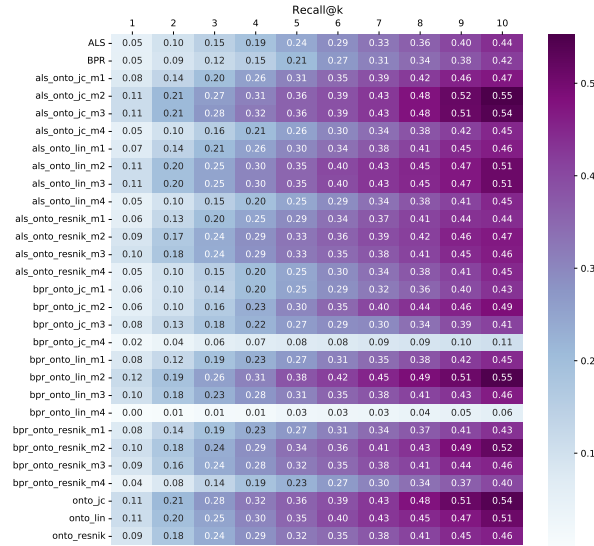 Recall@k
1 2 3 4 5 6 7 8 9 10
ALS 0.05 0.10 0.15 0.19 0.24 0.29 0.33 0.36 0.40 0.44
BPR 0.05 0.09 0.12 0.15 0.21 0.27 0.31 0.34 0.38 0.42
als_onto_jc_m1 0.08 0.14 0.20 0.26 0.31 0.35 0.39 0.42 0.46 0.47
als_onto_jc_m2 0.11 0.21 0.27 0.31 0.36 0.39 0.43 0.48 0.52 0.55
als_onto_jc_m3 0.11 0.21 0.28 0.32 0.36 0.39 0.43 0.48 0.51 0.54
als_onto_jc_m4 0.05 0.10 0.16 0.21 0.26 0.30 0.34 0.38 0.42 0.45
als_onto_lin_m1 0.07 0.14 0.21 0.26 0.30 0.34 0.38 0.41 0.45 0.46
als_onto_lin_m2 0.11 0.20 0.25 0.30 0.35 0.40 0.43 0.45 0.47 0.51
als_onto_lin_m3 0.11 0.20 0.25 0.30 0.35 0.40 0.43 0.45 0.47 0.51
als_onto_lin_m4 0.05 0.10 0.15 0.20 0.25 0.29 0.34 0.38 0.41 0.45
als_onto_resnik_m1 0.06 0.13 0.20 0.25 0.29 0.34 0.37 0.41 0.44 0.44
als_onto_resnik_m2 0.09 0.17 0.24 0.29 0.33 0.36 0.39 0.42 0.46 0.47
als_onto_resnik_m3 0.10 0.18 0.24 0.29 0.33 0.35 0.38 0.41 0.45 0.46
als_onto_resnik_m4 0.05 0.10 0.15 0.20 0.25 0.30 0.34 0.38 0.41 0.45
bpr_onto_jc_m1 0.06 0.10 0.14 0.20 0.25 0.29 0.32 0.36 0.40 0.43
bpr_onto_jc_m2 0.06 0.10 0.16 0.23 0.30 0.35 0.40 0.44 0.46 0.49
bpr_onto_jc_m3 0.08 0.13 0.18 0.22 0.27 0.29 0.30 0.34 0.39 0.41
bpr_onto_jc_m4 0.02 0.04 0.06 0.07 0.08 0.08 0.09 0.09 0.10 0.11
bpr_onto_lin_m1 0.08 0.12 0.19 0.23 0.27 0.31 0.35 0.38 0.42 0.45
bpr_onto_lin_m2 0.12 0.19 0.26 0.31 0.38 0.42 0.45 0.49 0.51 0.55
bpr_onto_lin_m3 0.10 0.18 0.23 0.28 0.31 0.35 0.38 0.41 0.43 0.46
bpr_onto_lin_m4 0.00 0.01 0.01 0.01 0.03 0.03 0.03 0.04 0.05 0.06
bpr_onto_resnik_m1 0.08 0.14 0.19 0.23 0.27 0.31 0.34 0.37 0.41 0.43
bpr_onto_resnik_m2 0.10 0.18 0.24 0.29 0.34 0.36 0.41 0.43 0.49 0.52
bpr_onto_resnik_m3 0.09 0.16 0.24 0.28 0.32 0.35 0.38 0.41 0.44 0.46
bpr_onto_resnik_m4 0.04 0.08 0.14 0.19 0.23 0.27 0.30 0.34 0.37 0.40
onto_jc 0.11 0.21 0.28 0.32 0.36 0.39 0.43 0.48 0.51 0.54
onto_lin 0.11 0.20 0.25 0.30 0.35 0.40 0.43 0.45 0.47 0.51
onto_resnik 0.09 0.18 0.24 0.29 0.32 0.35 0.38 0.41 0.45 0.46
0.5
0.4
0.3
0.2
0.1